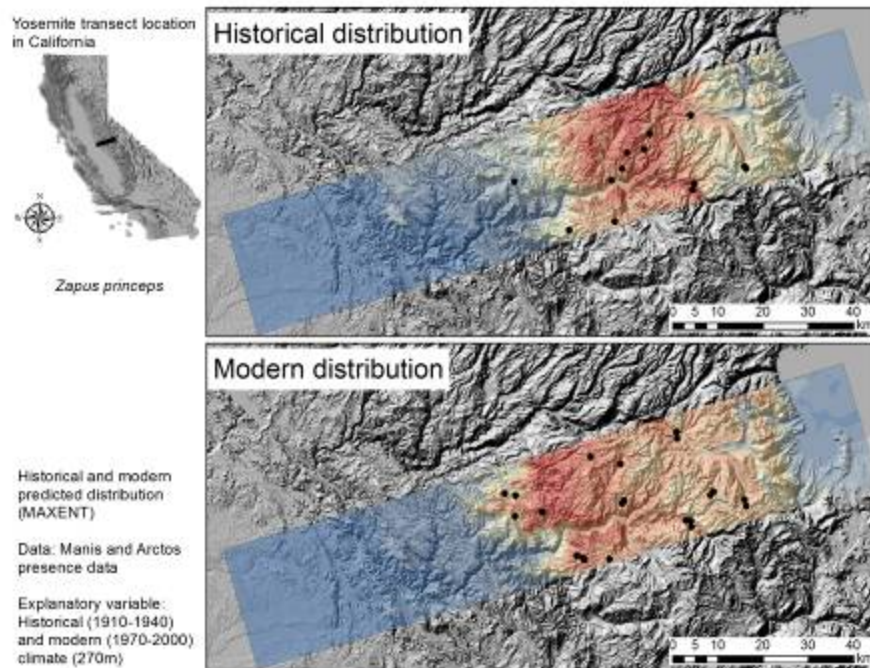 Yosemite transect location
in California
N
Zapus princeps
Historical and modern
predicted distribution
(MAXENT)
Data: Manis and Arctos
presence data
Explanatory variable:
Historical (1910-1940)
and modern (1970-2000)
climate (270m)
Historical distribution
0 5 10 20 30 40
km
Modern distribution
0 5 10 20 30 40
km